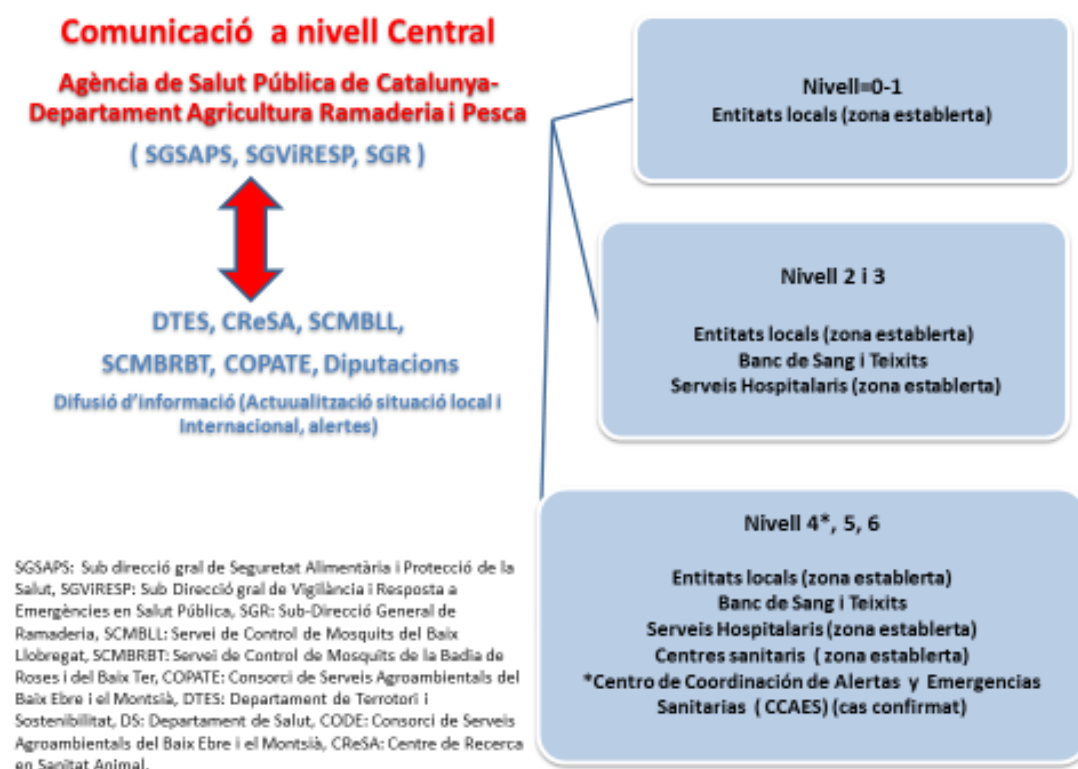 Comunicació a nivell Central
Agència de Salut Pública de Catalunya-
Departament Agricultura Ramaderia i Pesca
( SGSAPS, SGViRESP, SGR )
DTES, CReSA, SCMBLL,
SCMBRBT, COPATE, Diputacions
Difusió d’informació (Actuualització situació local i
Internacional, alertes)
SGSAPS: Sub direcció gral de Seguretat Alimentària i Protecció de la
Salut, SGViRESP: Sub Direcció gral de Vigilància i Resposta a
Emergències en Salut Pública, SGR: Sub-Direcció General de
Ramaderia, SCMBLL: Servei de Control de Mosquits del Baix
Llobregat, SCMBRBT: Servei de Control de Mosquits de la Badia de
Roses i del Baix Ter, COPATE: Consorci de Serveis Agroambientals del
Baix Ebre i el Montsià, DTES: Departament de Terrotori i
Sostenibilitat, DS: Departament de Salut, CODE: Consorci de Serveis
Agroambientals del Baix Ebre i el Montsià, CReSA: Centre de Recerca
en Sanitat Animal.
Nivell=0-1
Entitats locals (zona establerta)
Nivell 2 i 3
Entitats locals (zona establerta)
Banc de Sang i Teixits
Serveis Hospitalaris (zona establerta)
Nivell 4*, 5, 6
Entitats locals (zona establerta)
Banc de Sang i Teixits
Serveis Hospitalaris (zona establerta)
Centres sanitaris ( zona establerta)
*Centro de Coordinación de Alertas y Emergencias
Sanitarias ( CCAES) (cas confirmat)